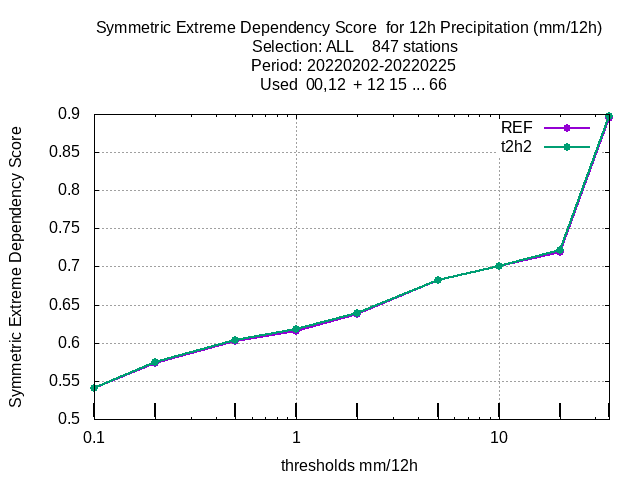 Symmetric Extreme Dependency Score  for 12h Precipitation (mm/12h)
Selection: ALL    847 stations
Period: 20220202-20220225
Used  00,12  + 12 15 ... 66
REF
t2h2
Symmetric Extreme Dependency Score
0.9
0.85
0.8
0.75
0.7
0.65
0.6
0.55
0.5
0.1 1 10
thresholds mm/12h